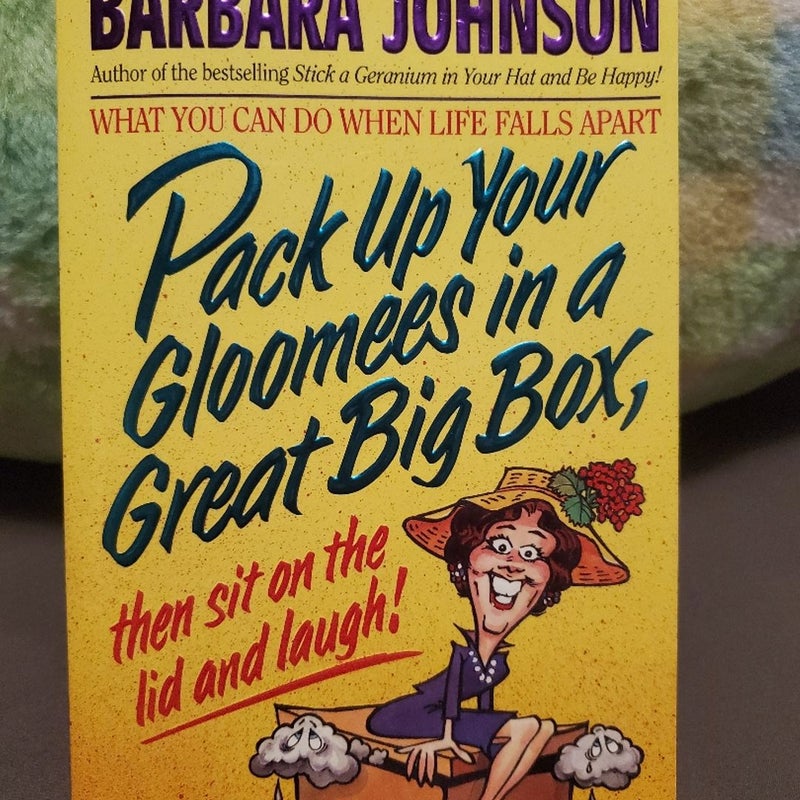 BARBARA JOHNSON
Author of the bestselling Stick a Geranium in Your Hat and Be Happy!
WHAT YOU CAN DO WHEN LIFE FALLS APART
Pack Up Your
Gloomees in a
Great Big Box,
then sit on the
lid and laugh!